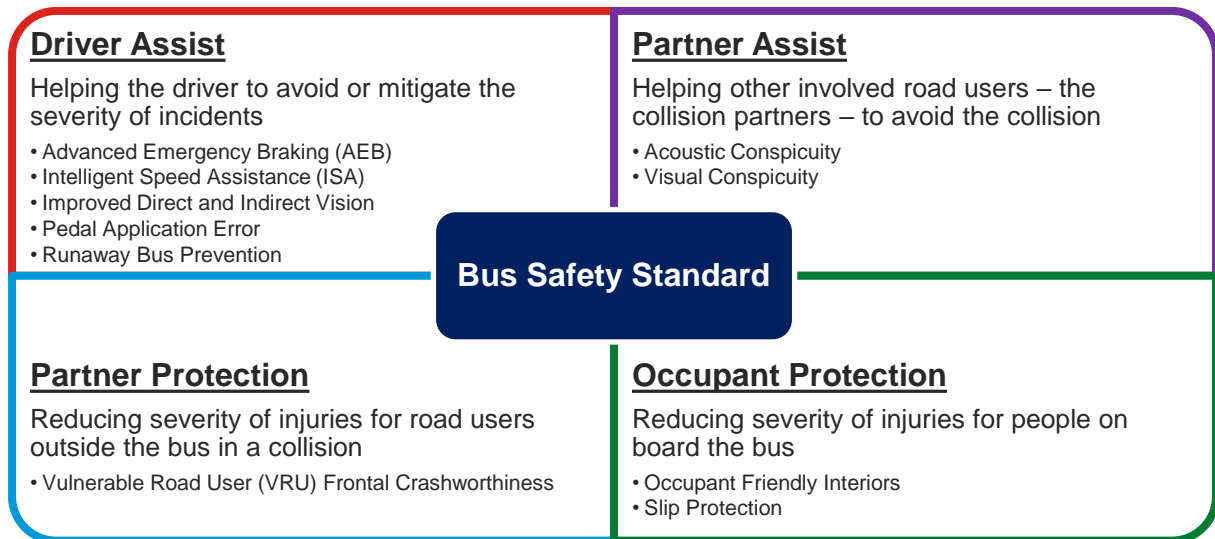 Driver Assist
Helping the driver to avoid or mitigate the
severity of incidents
• Advanced Emergency Braking (AEB)
• Intelligent Speed Assistance (ISA)
• Improved Direct and Indirect Vision
• Pedal Application Error
• Runaway Bus Prevention
Partner Assist
Helping other involved road users – the
collision partners – to avoid the collision
• Acoustic Conspicuity
• Visual Conspicuity
Bus Safety Standard
Partner Protection
Reducing severity of injuries for road users
outside the bus in a collision
• Vulnerable Road User (VRU) Frontal Crashworthiness
Occupant Protection
Reducing severity of injuries for people on
board the bus
• Occupant Friendly Interiors
• Slip Protection